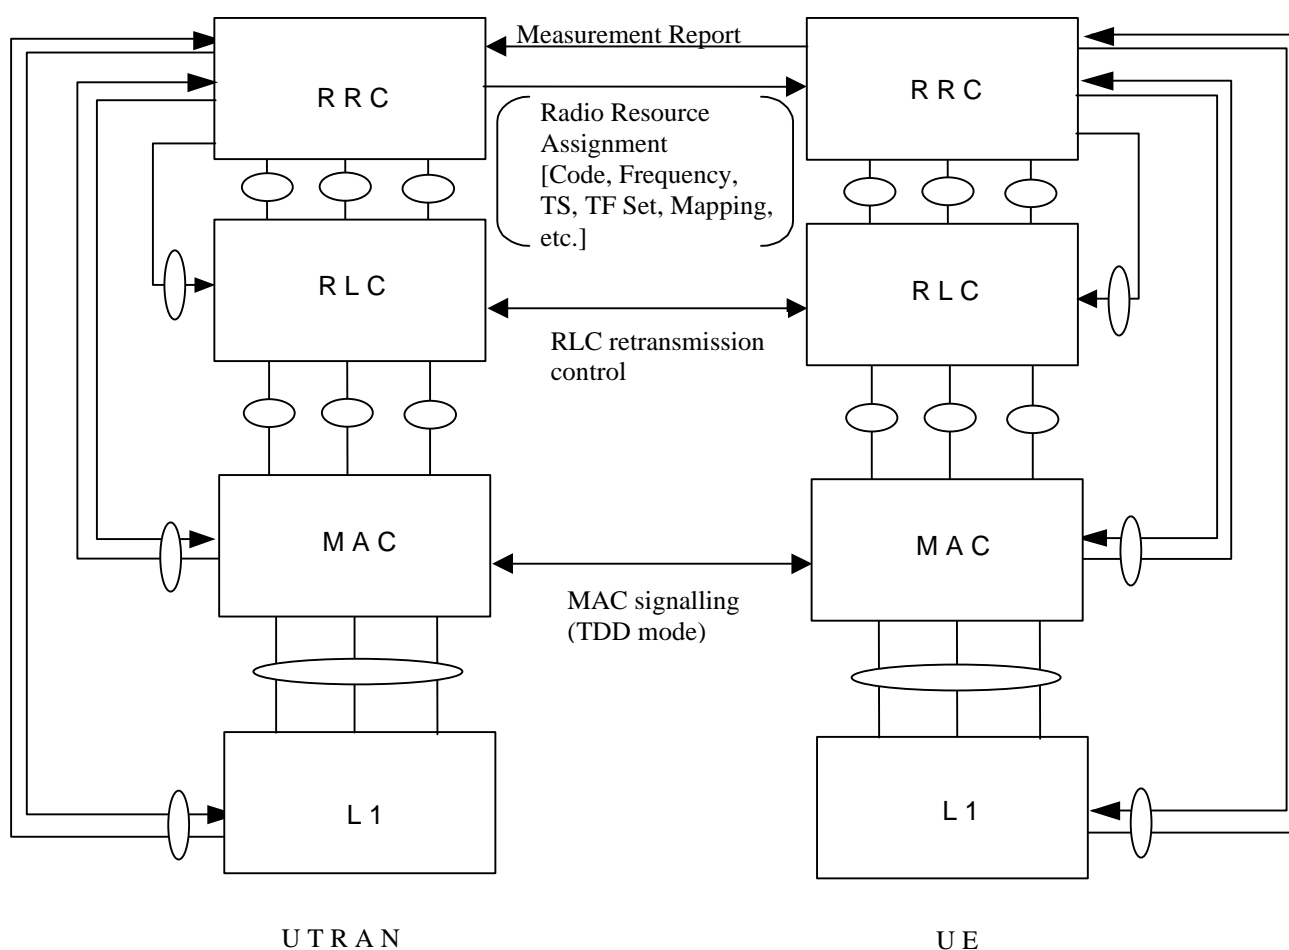 Measurement Report
R R C
R R C
Radio Resource
Assignment
[Code, Frequency,
TS, TF Set, Mapping,
etc.]
R L C
R L C
RLC retransmission
control
M A C
M A C
MAC signalling
(TDD mode)
L 1
L 1
U T R A N
U E